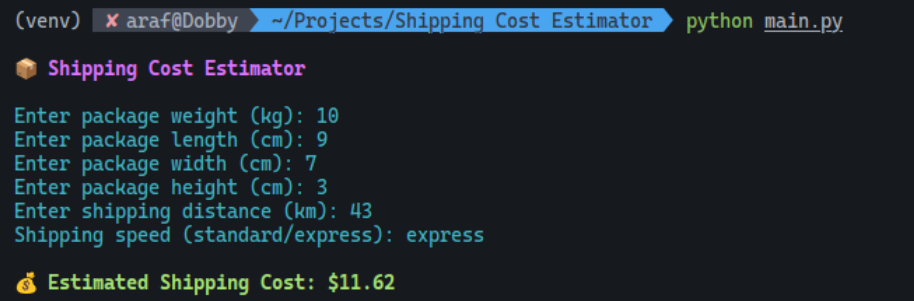 (venv) ✘ araf@Dobby ~/Projects/Shipping Cost Estimator python main.py
📦 Shipping Cost Estimator
Enter package weight (kg): 10
Enter package length (cm): 9
Enter package width (cm): 7
Enter package height (cm): 3
Enter shipping distance (km): 43
Shipping speed (standard/express): express
💰 Estimated Shipping Cost: $11.62